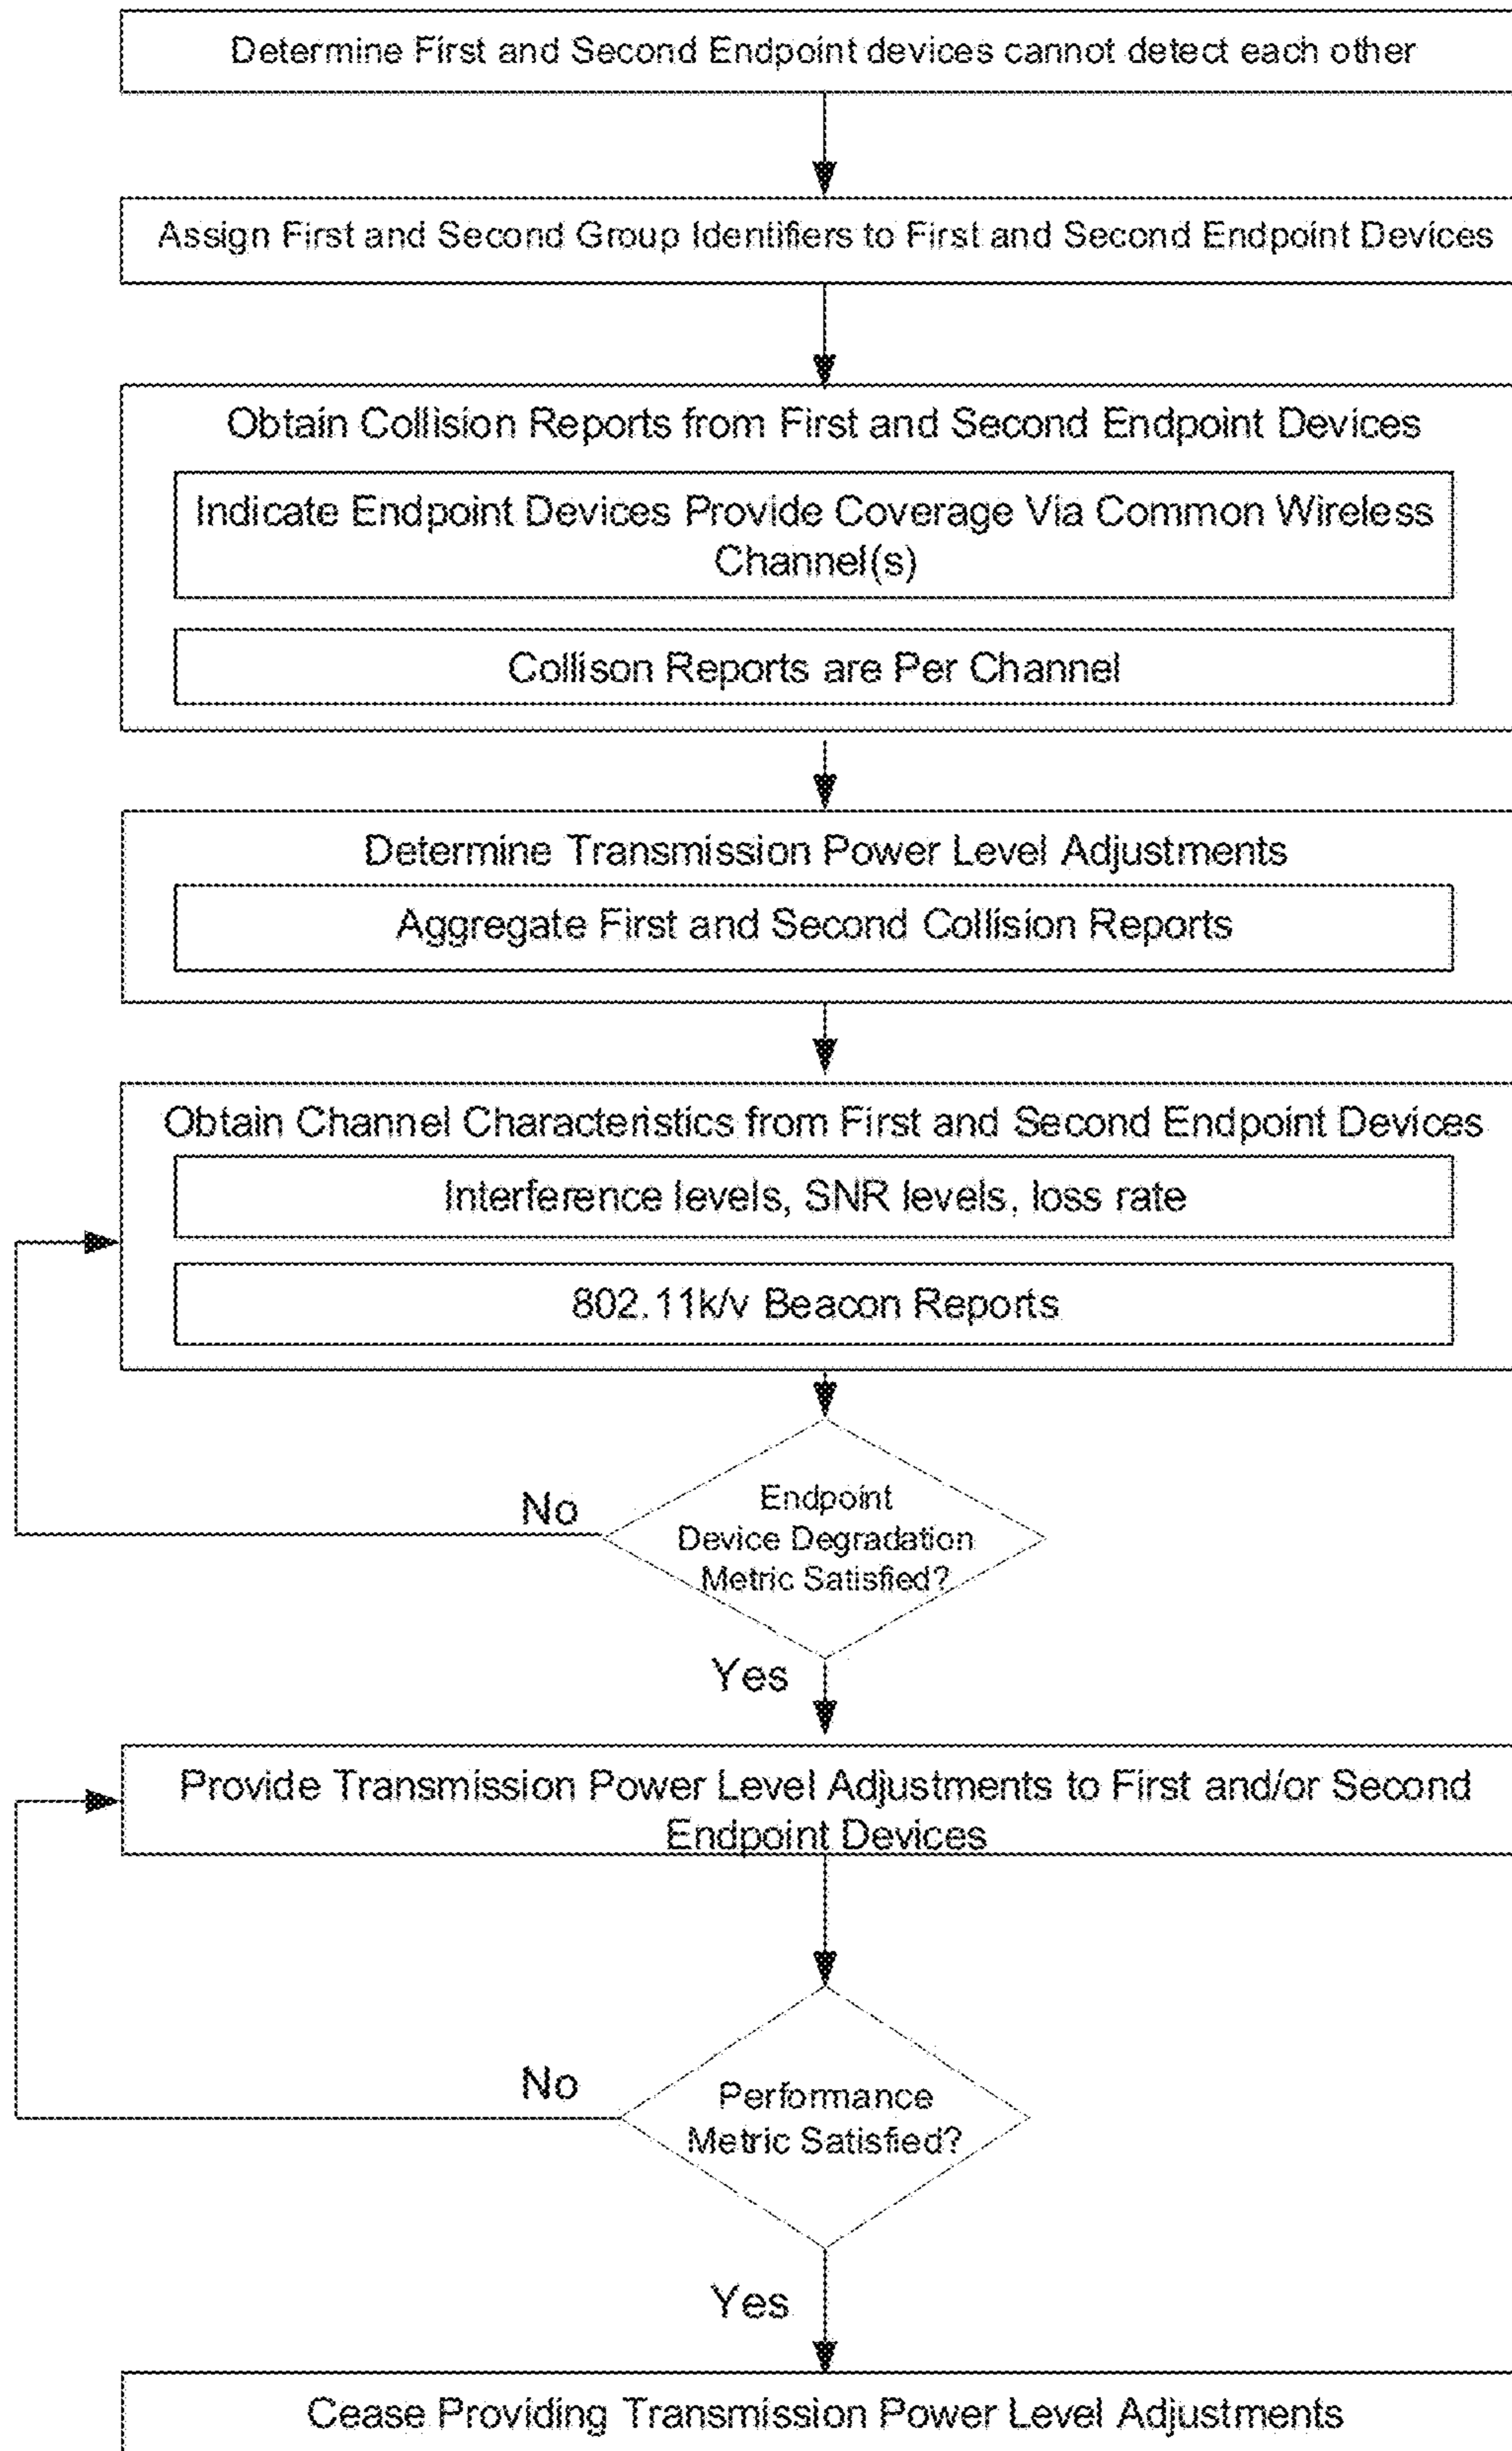 Determine First and Second Endpoint devices cannot detect each other
Assign First and Second Group Identifiers to First and Second Endpoint Devices
Obtain Collision Reports from First and Second Endpoint Devices
Indicate Endpoint Devices Provide Coverage Via Common Wireless
Channel(s)
Collison Reports are Per Channel
Determine Transmission Power Level Adjustments
Aggregate First and Second Collision Reports
Obtain Channel Characteristics from First and Second Endpoint Devices
Interference levels, SNR levels, loss rate
802.11k/v Beacon Reports
No
Endpoint
Device Degradation
Metric Satisfied?
Yes
Provide Transmission Power Level Adjustments to First and/or Second
Endpoint Devices
No
Performance
Metric Satisfied?
Yes
Cease Providing Transmission Power Level Adjustments